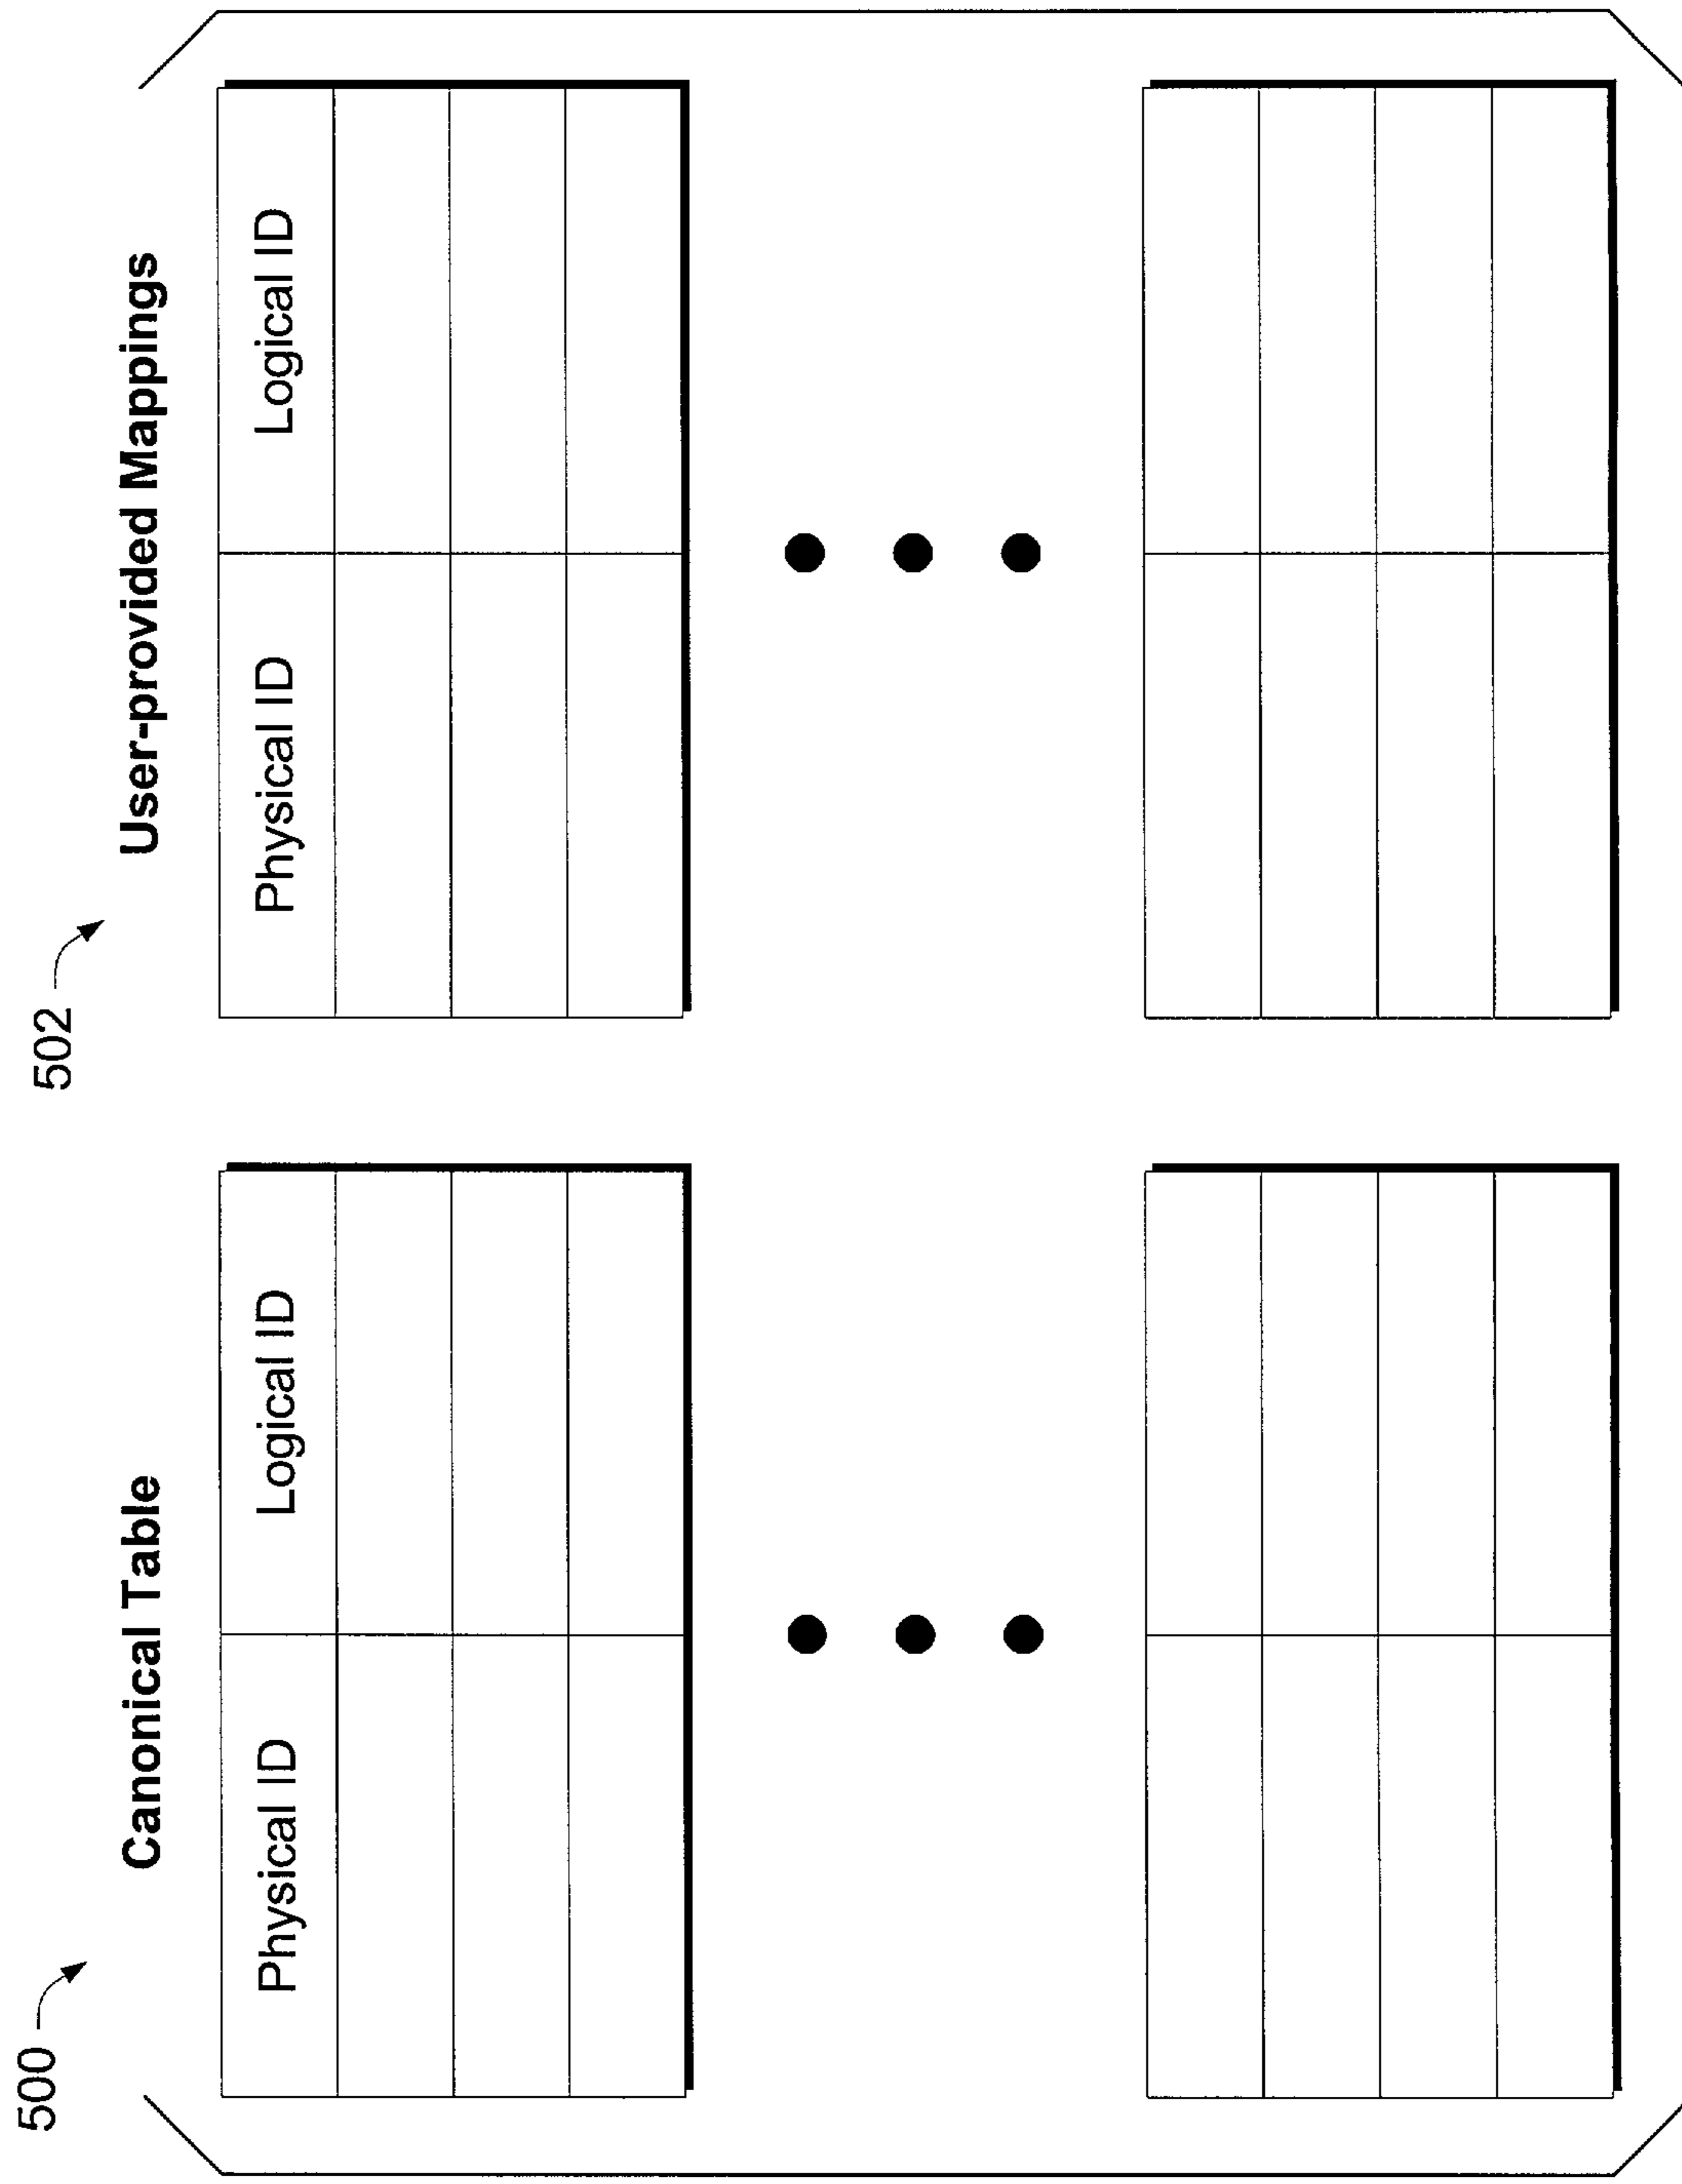 500
Canonical Table
Physical ID
Logical ID
502
User-provided Mappings
Physical ID
Logical ID